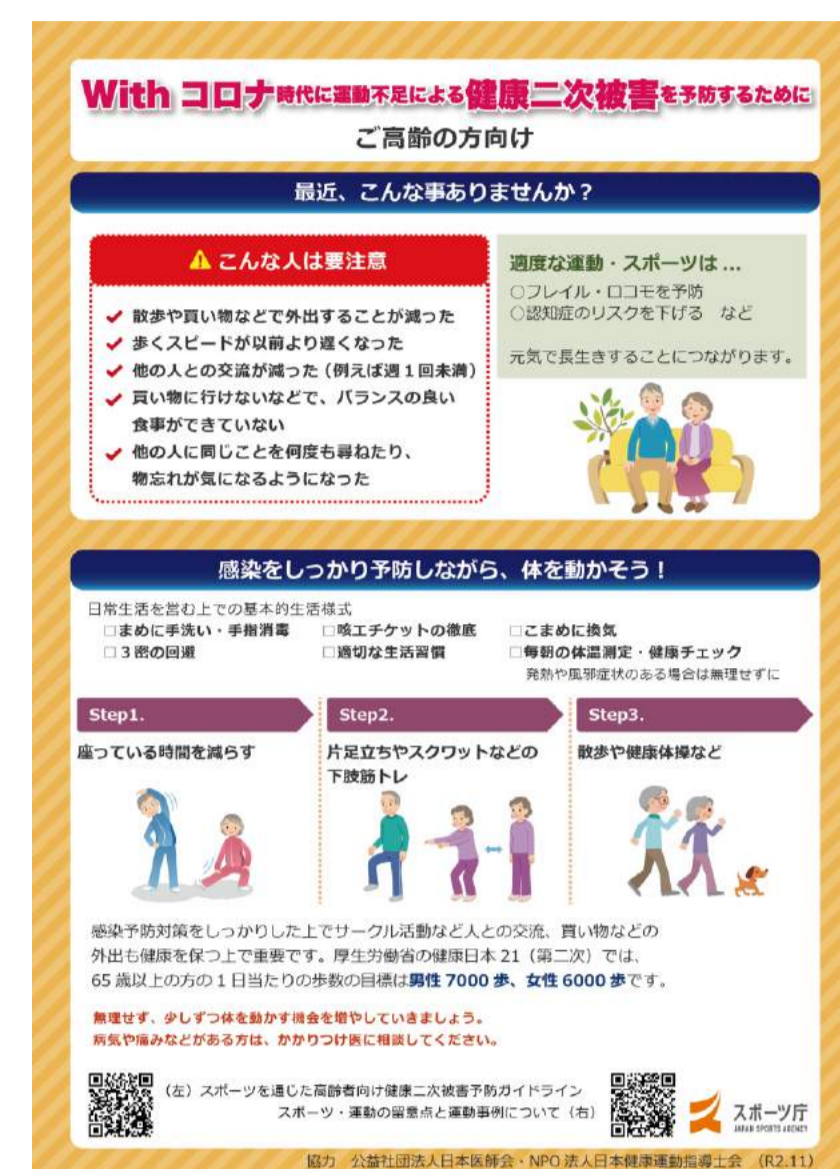 With コロナ時代に運動不足による健康二次被害を予防するために
ご高齢の方向け
最近、こんな事ありませんか？
こんな人は要注意
散歩や買い物などで外出することが減った
歩くスピードが以前より遅くなった
他の人との交流が減った（例えば週１回未満）
買い物に行けないなどで、バランスの良い
食事ができていない
他の人に同じことを何度も尋ねたり、
物忘れが気になるようになった
適度な運動・スポーツは…
○フレイル・ロコモを予防
○認知症のリスクを下げる　など
元気で長生きすることにつながります。
感染をしっかり予防しながら、体を動かそう！
日常生活を営む上での基本的生活様式
□まめに手洗い・手指消毒　□咳エチケットの徹底　□こまめに換気
□３密の回避　□適切な生活習慣　□毎朝の体温測定・健康チェック
発熱や風邪症状のある場合は無理せずに
Step1.
座っている時間を減らす
Step2.
片足立ちやスクワットなどの
下肢筋トレ
Step3.
散歩や健康体操など
感染予防対策をしっかりした上でサークル活動など人との交流、買い物などの
外出も健康を保つ上で重要です。厚生労働省の健康日本 21（第二次）では、
65 歳以上の方の 1 日当たりの歩数の目標は男性 7000 歩、女性 6000 歩です。
無理せず、少しずつ体を動かす機会を増やしていきましょう。
病気や痛みなどがある方は、かかりつけ医に相談してください。
（左）スポーツを通じた高齢者向け健康二次被害予防ガイドライン
スポーツ・運動の留意点と運動事例について（右）
スポーツ庁
JAPAN SPORTS AGENCY
協力　公益社団法人日本医師会・NPO 法人日本健康運動指導士会　（R2.11）